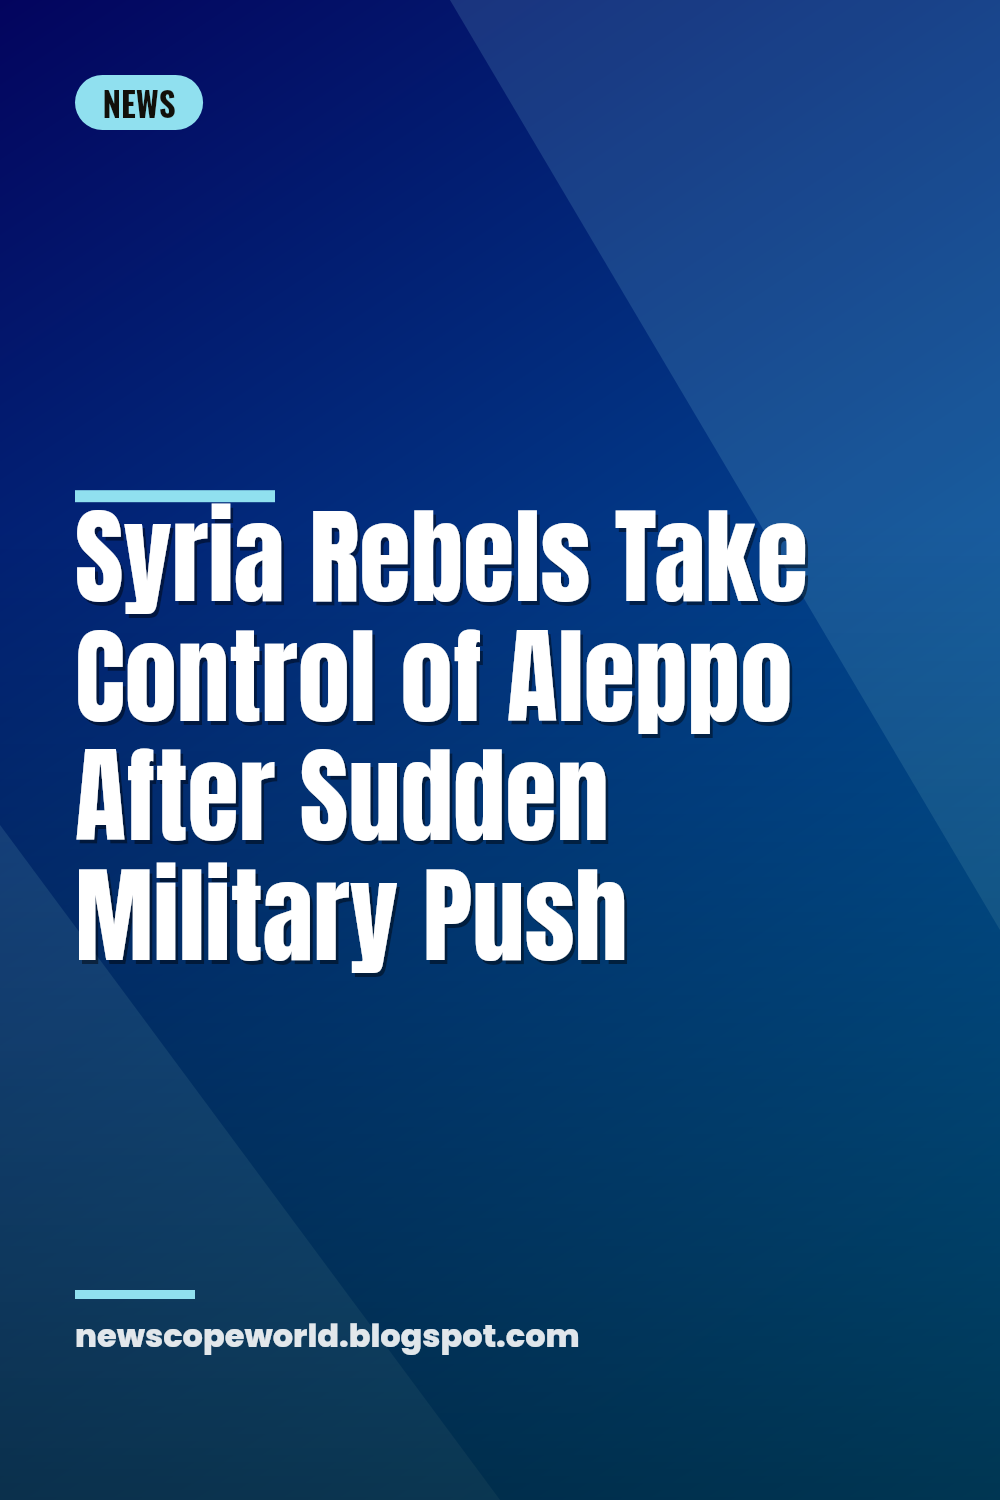 NEWS
Syria Rebels Take
Control of Aleppo
After Sudden
Military Push
newscopeworld.blogspot.com